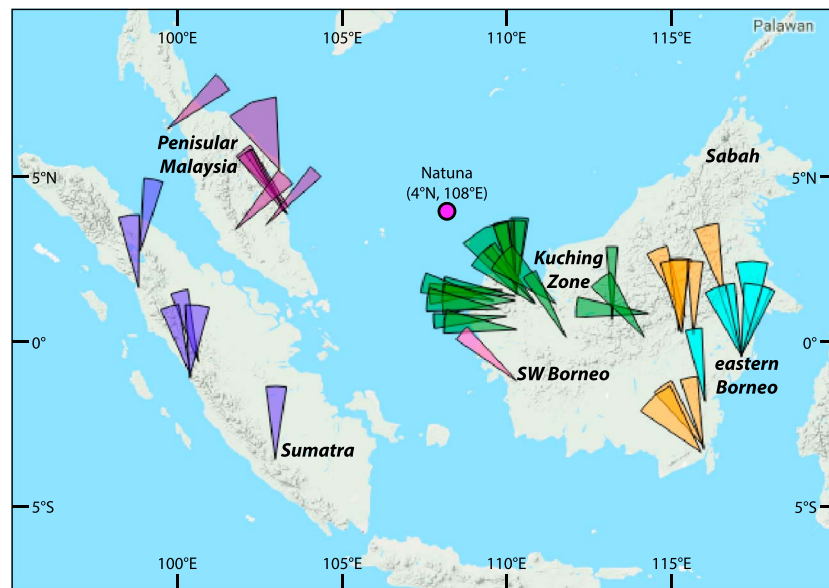 100°E 105°E 110°E 115°E
Palawan
Penisular
Malaysia
Sabah
5°N
Natuna
(4°N, 108°E)
5°N
Kuching
Zone
0°
SW Borneo
eastern
Borneo
0°
Sumatra
5°S
5°S
100°E 105°E 110°E 115°E